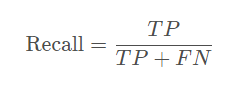 Recall = TP / TP + FN